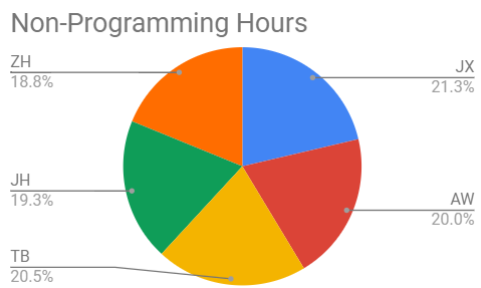 Non-Programming Hours
ZH
18.8%
JX
21.3%
JH
19.3%
AW
20.0%
TB
20.5%